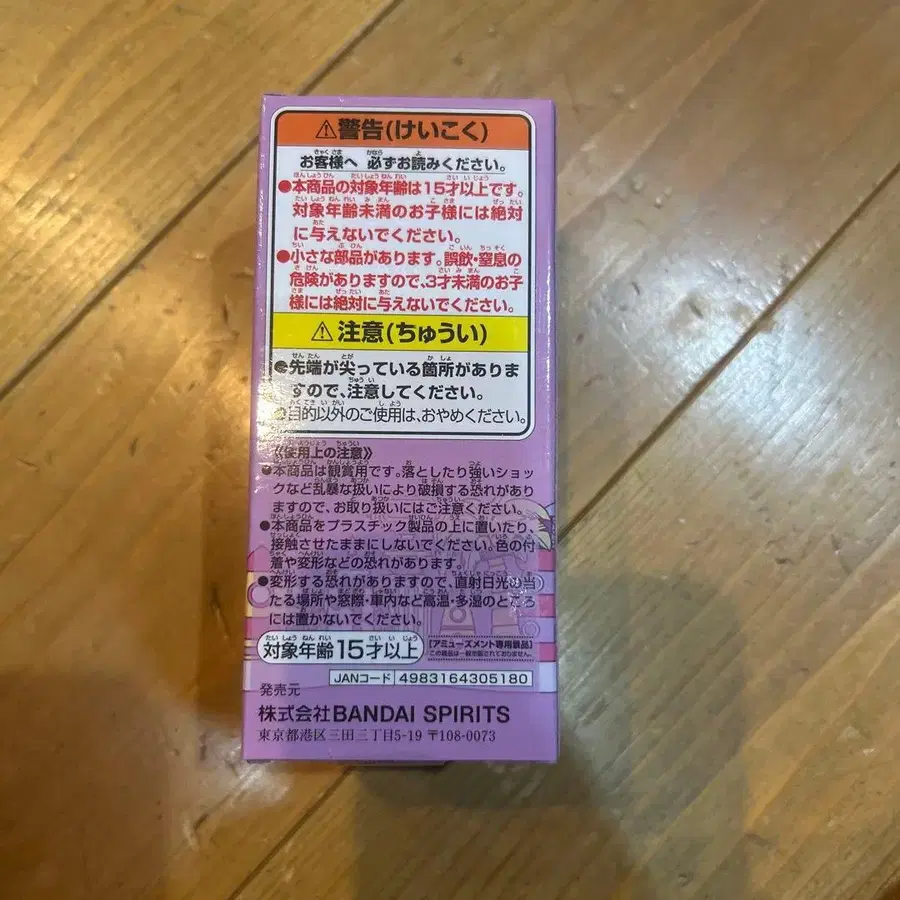 ⚠警告(けいこく)
お客様へ 必ずお読みください。
●本商品の対象年齢は15才以上です。
対象年齢未満のお子様には絶対
に与えないでください。
●小さな部品があります。誤飲・窒息の
危険がありますので、3才未満のお子
様には絶対に与えないでください。
⚠注意(ちゅうい)
●先端が尖っている箇所がありま
すので、注意してください。
●目的以外のご使用は、おやめください。
《使用上の注意》
●本商品は観賞用です。落としたり強いショッ
クなど乱暴な扱いにより破損する恐れがあり
ますので、お取り扱いにはご注意ください。
●本商品をプラスチック製品の上に置いたり、
接触させたままにしないでください。色の付
着や変形などの恐れがあります。
●変形する恐れがありますので、直射日光の当
たる場所や窓際・車内など高温・多湿のところ
には置かないでください。
対象年齢15才以上
[アミューズメント専用景品]
この商品は一般市販されておりません。
JANコード 4983164305180
発売元
株式会社BANDAI SPIRITS
東京都港区三田三丁目5-19 〒108-0073